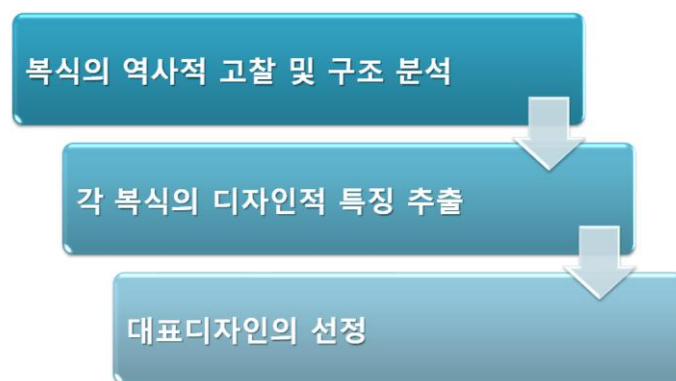 복식의 역사적 고찰 및 구조 분석
각 복식의 디자인적 특징 추출
대표디자인의 선정